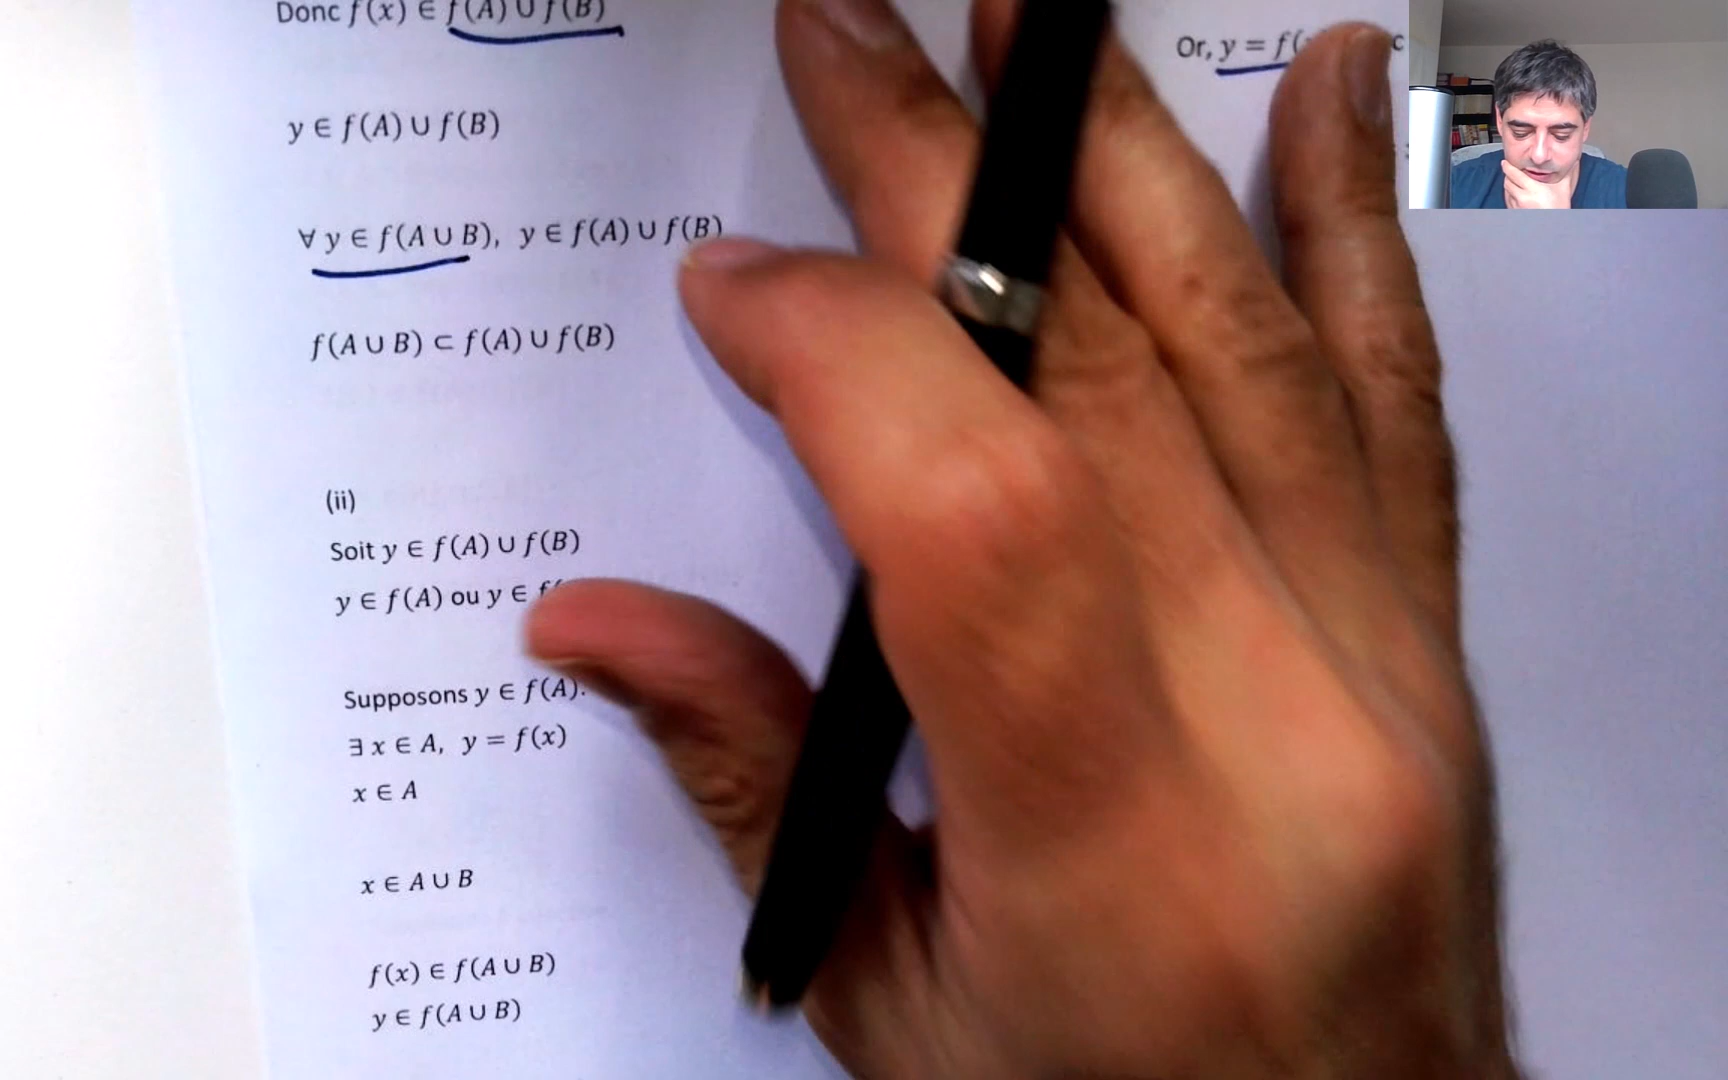 Donc f(x) ∈ f(A) ∪ f(B)
y ∈ f(A) ∪ f(B)
∀ y ∈ f(A ∪ B), y ∈ f(A) ∪ f(B)
f(A ∪ B) ⊂ f(A) ∪ f(B)
(ii)
Soit y ∈ f(A) ∪ f(B)
y ∈ f(A) ou y ∈ f(
Supposons y ∈ f(A).
∃ x ∈ A, y = f(x)
x ∈ A
x ∈ A ∪ B
f(x) ∈ f(A ∪ B)
y ∈ f(A ∪ B)
Or, y = f(